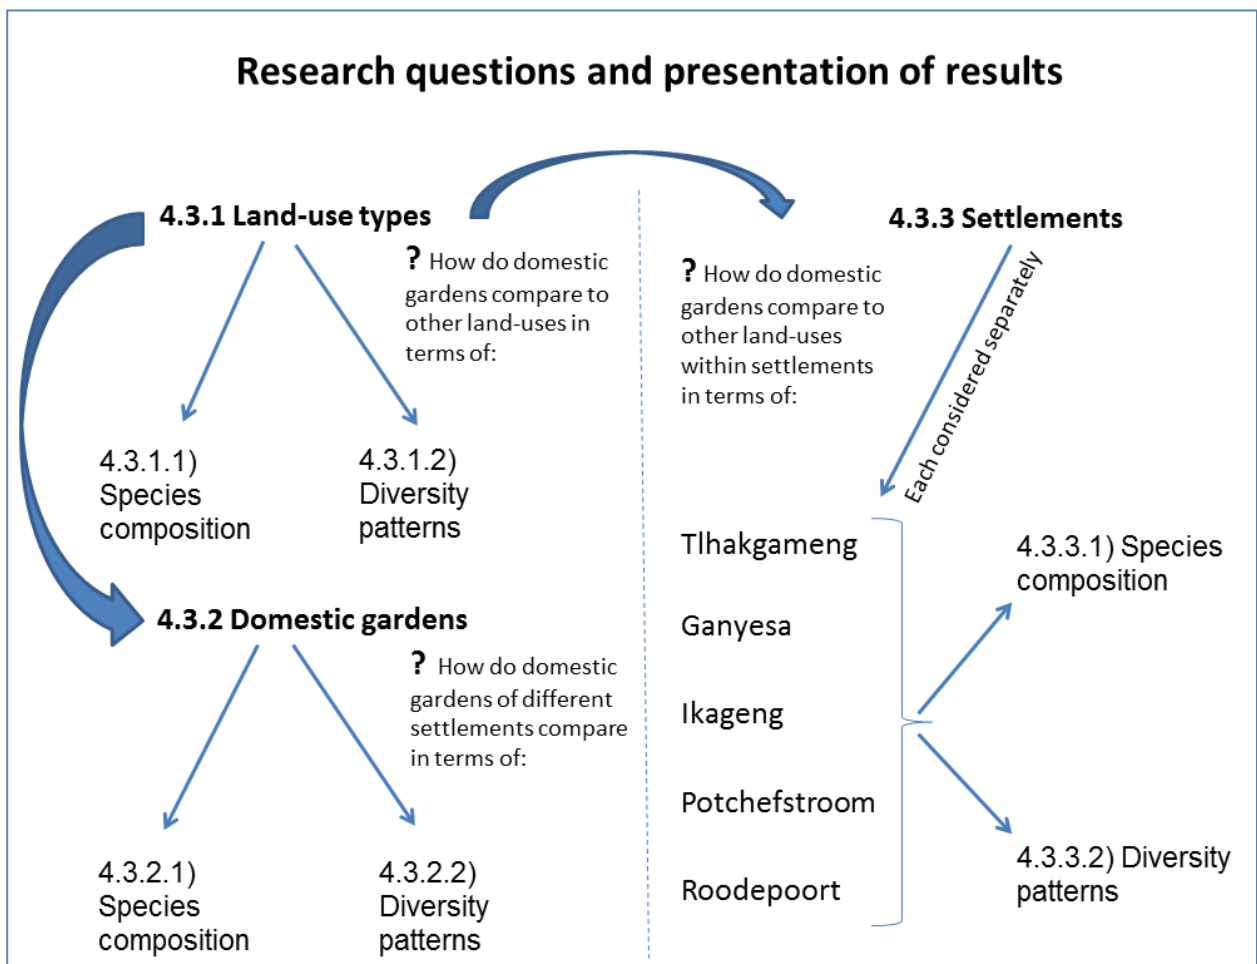 Research questions and presentation of results
4.3.1 Land-use types
? How do domestic
gardens compare to
other land-uses in
terms of:
4.3.1.1)
Species
composition
4.3.1.2)
Diversity
patterns
4.3.2 Domestic gardens
? How do domestic
gardens of different
settlements compare
in terms of:
4.3.2.1)
Species
composition
4.3.2.2)
Diversity
patterns
4.3.3 Settlements
? How do domestic
gardens compare to
other land-uses
within settlements
in terms of:
Each considered separately
Tlhakgameng
Ganyesa
Ikageng
Potchefstroom
Roodepoort
4.3.3.1) Species
composition
4.3.3.2) Diversity
patterns